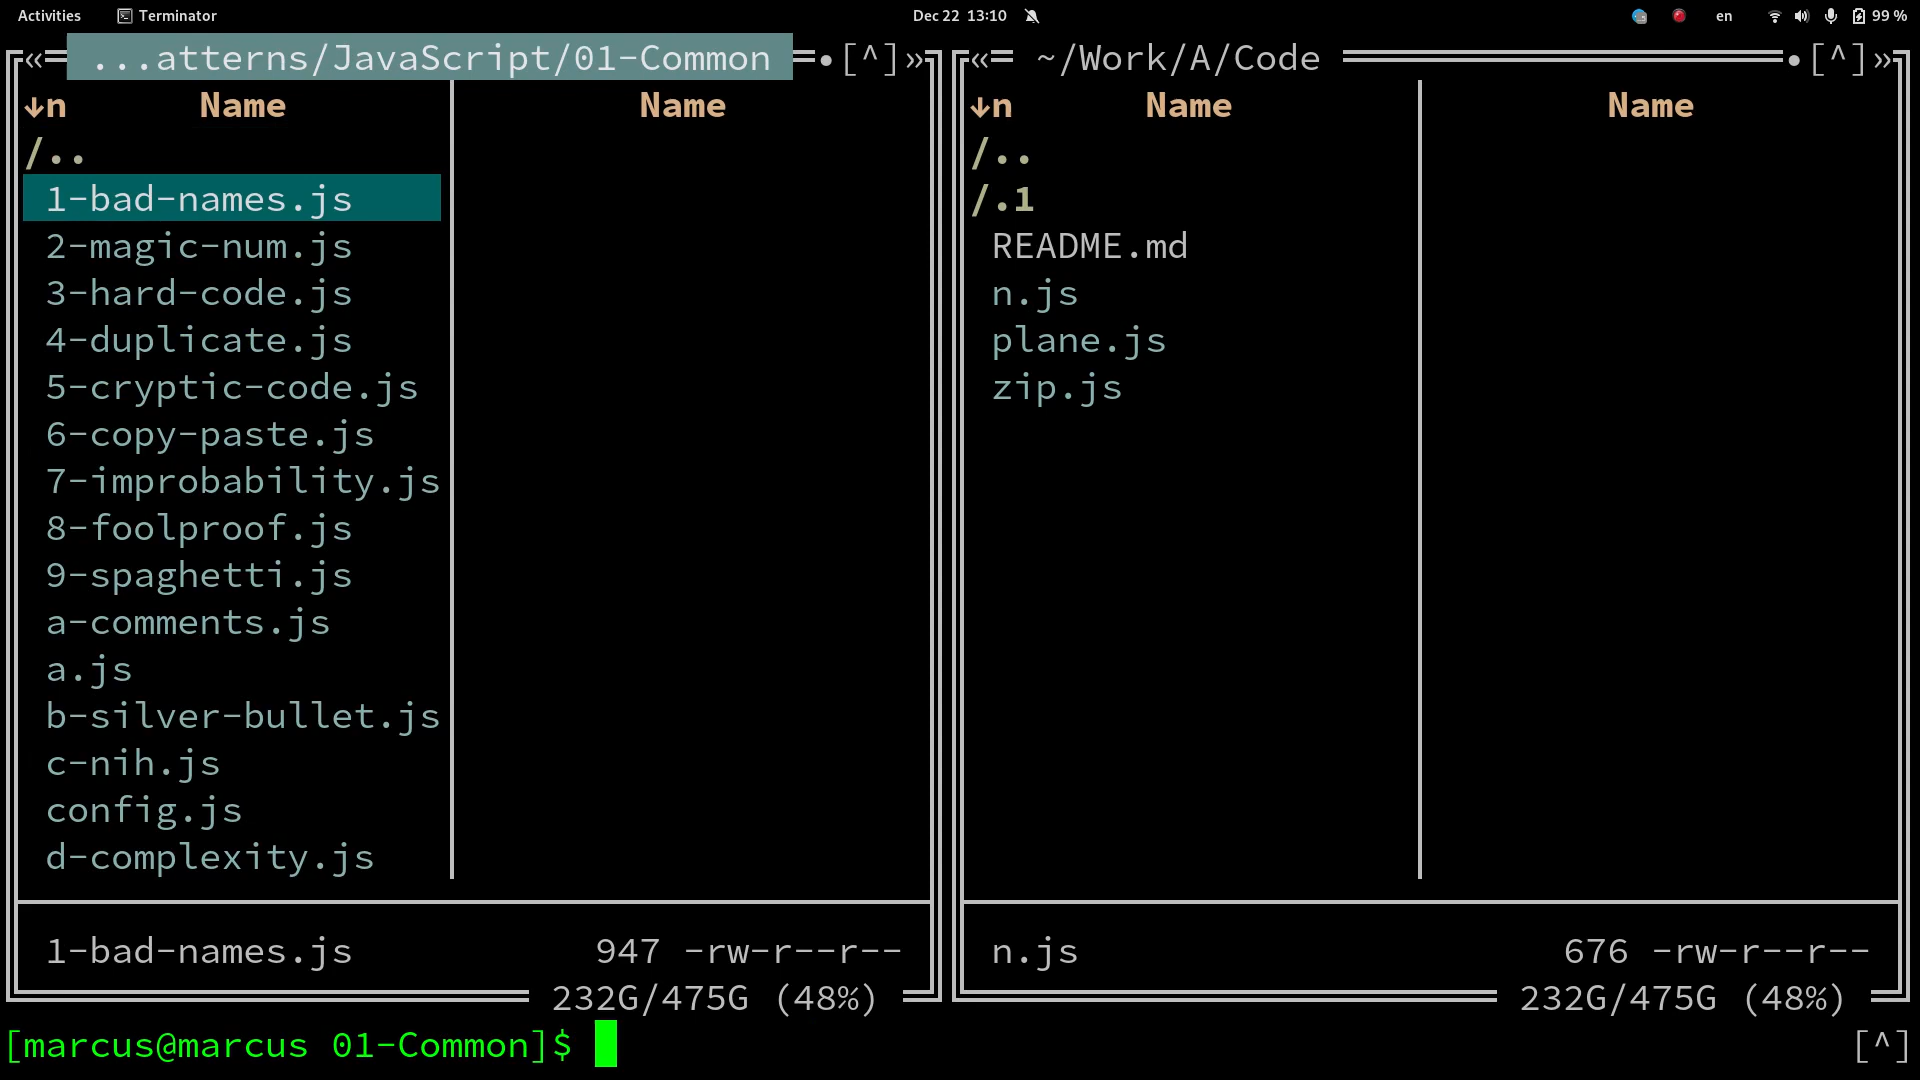 Activities Terminator Dec 22 13:10 en 99 %
«═ ...atterns/JavaScript/01-Common ═•[^]»
↓n Name Name
/..
1-bad-names.js
2-magic-num.js
3-hard-code.js
4-duplicate.js
5-cryptic-code.js
6-copy-paste.js
7-improbability.js
8-foolproof.js
9-spaghetti.js
a-comments.js
a.js
b-silver-bullet.js
c-nih.js
config.js
d-complexity.js
1-bad-names.js 947 -rw-r--r--
232G/475G (48%)
«═ ~/Work/A/Code ═•[^]»
↓n Name Name
/..
/.1
README.md
n.js
plane.js
zip.js
n.js 676 -rw-r--r--
232G/475G (48%)
[marcus@marcus 01-Common]$ [^]